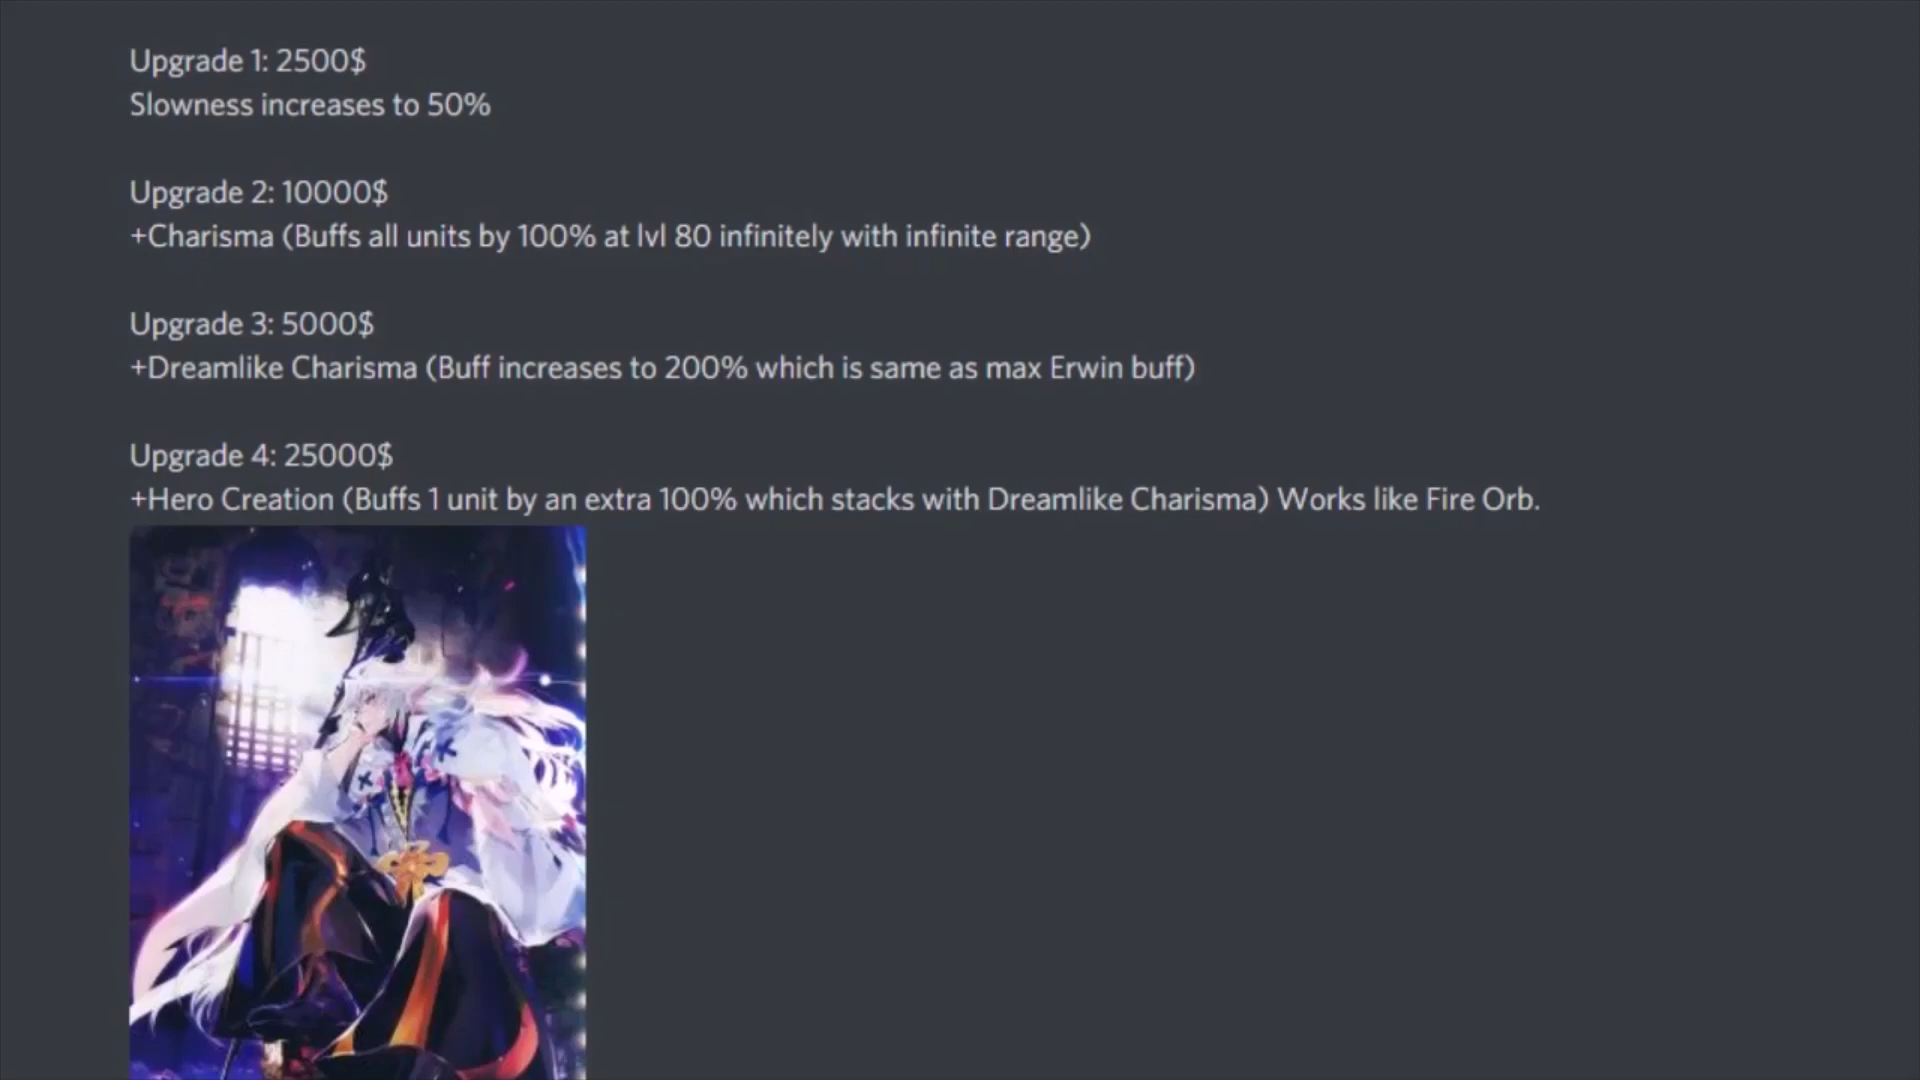 Upgrade 1: 2500$
Slowness increases to 50%
Upgrade 2: 10000$
+Charisma (Buffs all units by 100% at lvl 80 infinitely with infinite range)
Upgrade 3: 5000$
+Dreamlike Charisma (Buff increases to 200% which is same as max Erwin buff)
Upgrade 4: 25000$
+Hero Creation (Buffs 1 unit by an extra 100% which stacks with Dreamlike Charisma) Works like Fire Orb.